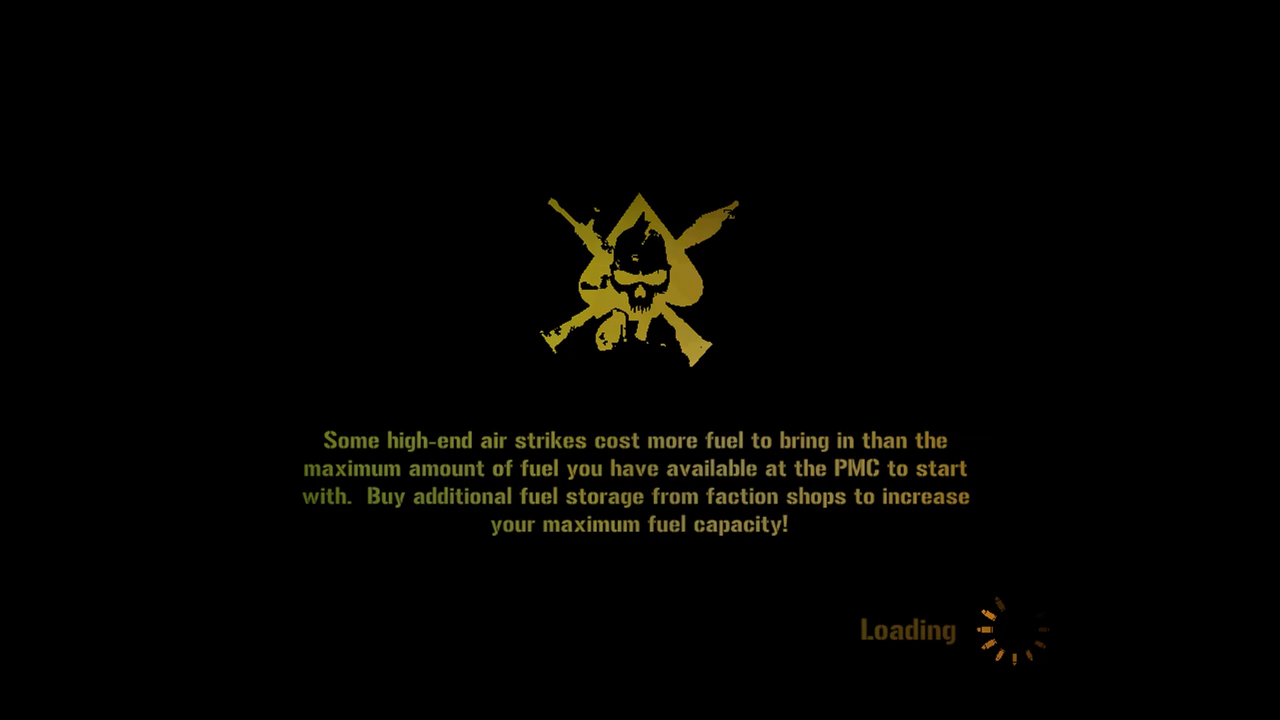 Some high-end air strikes cost more fuel to bring in than the
maximum amount of fuel you have available at the PMC to start
with.  Buy additional fuel storage from faction shops to increase
your maximum fuel capacity!
Loading